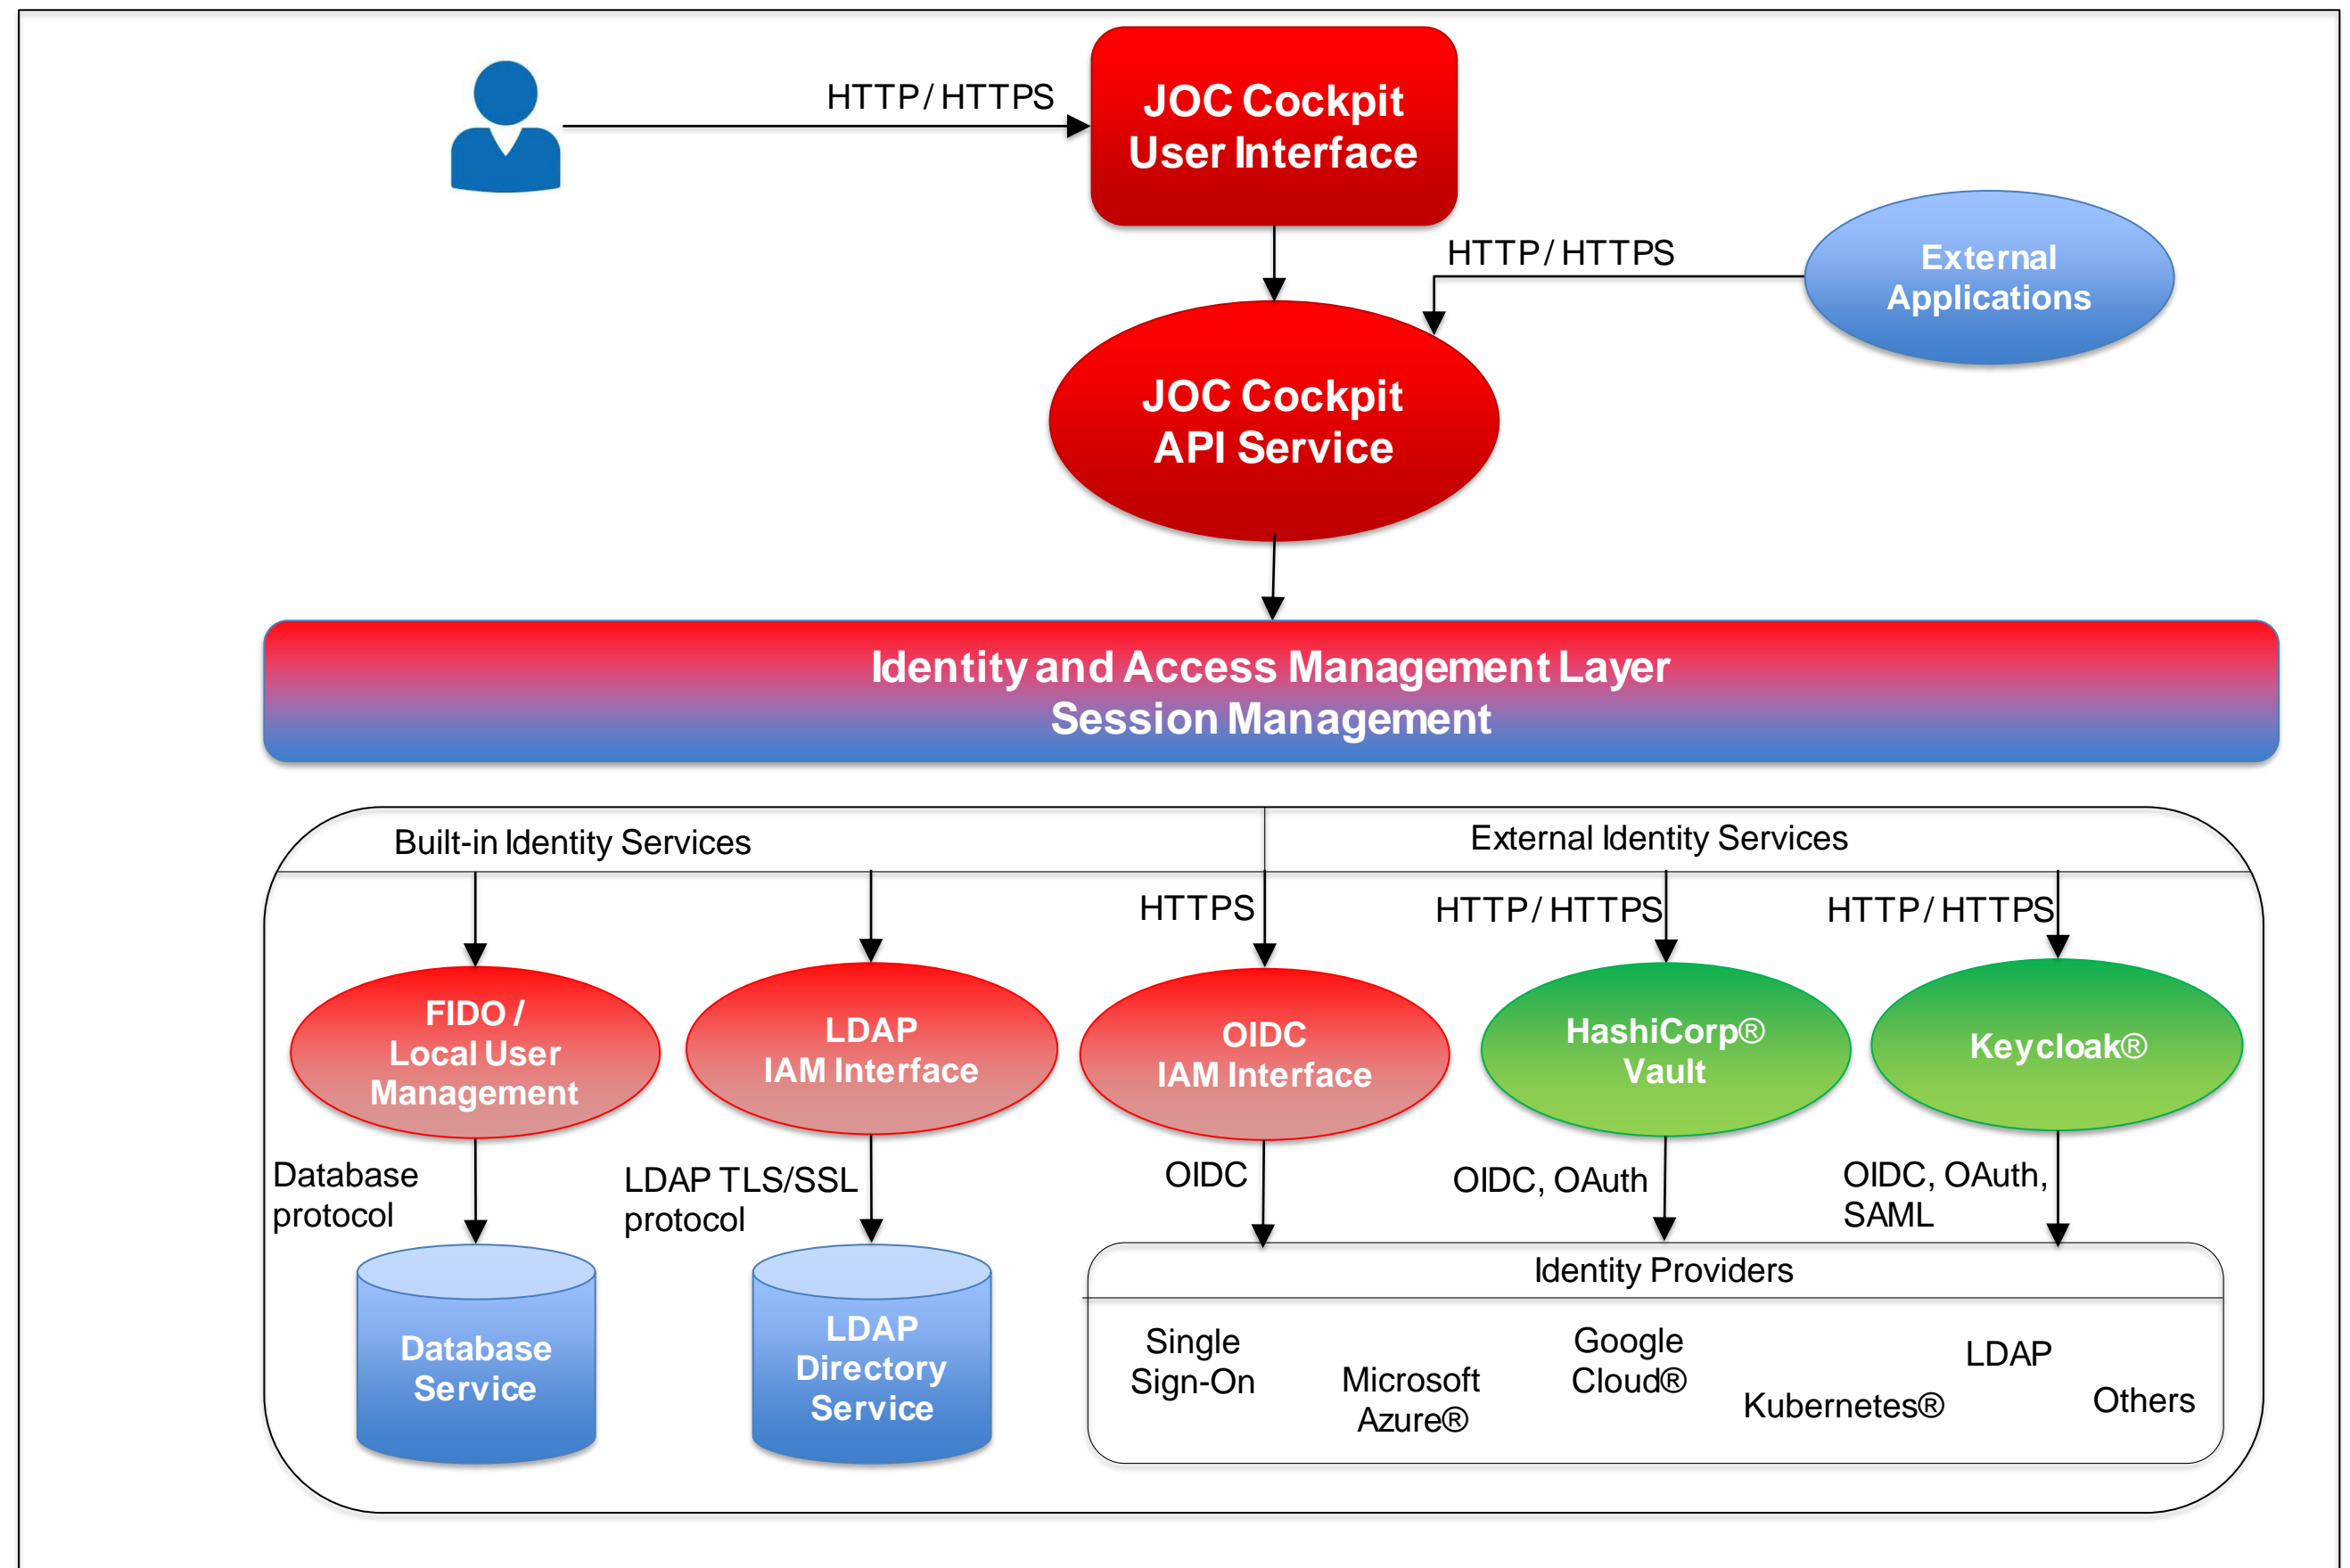 HTTP / HTTPS
JOC Cockpit
User Interface
HTTP / HTTPS
External
Applications
JOC Cockpit
API Service
Identity and Access Management Layer
Session Management
Built-in Identity Services
External Identity Services
HTTPS
HTTP / HTTPS
HTTP / HTTPS
FIDO /
Local User
Management
LDAP
IAM Interface
OIDC
IAM Interface
HashiCorp®
Vault
Keycloak®
Database
protocol
LDAP TLS/SSL
protocol
OIDC
OIDC, OAuth
OIDC, OAuth,
SAML
Database
Service
LDAP
Directory
Service
Identity Providers
Single
Sign-On
Microsoft
Azure®
Google
Cloud®
Kubernetes®
LDAP
Others